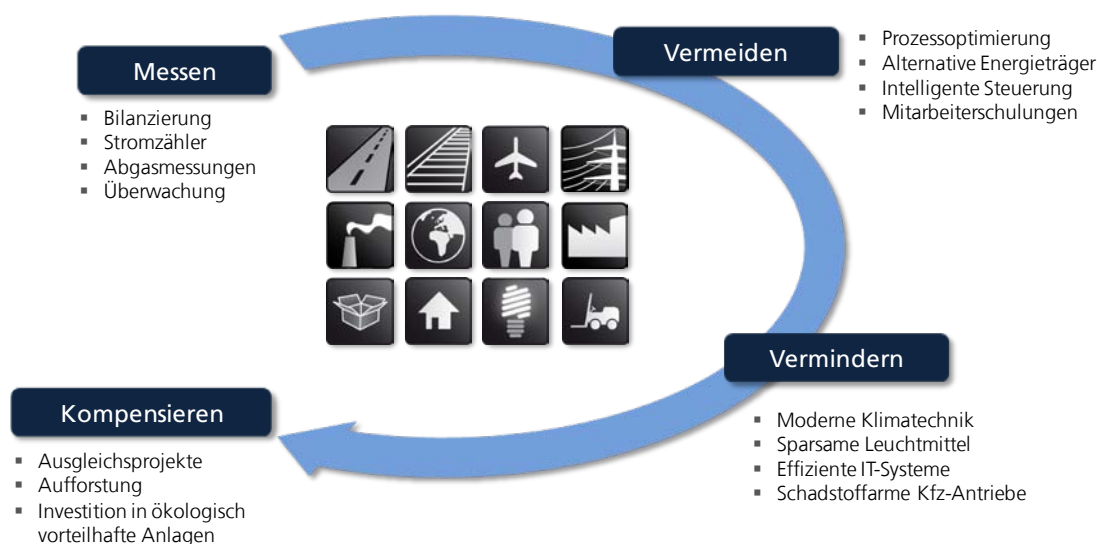 Messen
Bilanzierung
Stromzähler
Abgasmessungen
Überwachung
Vermeiden
Prozessoptimierung
Alternative Energieträger
Intelligente Steuerung
Mitarbeiterschulungen
Vermindern
Moderne Klimatechnik
Sparsame Leuchtmittel
Effiziente IT-Systeme
Schadstoffarme Kfz-Antriebe
Kompensieren
Ausgleichsprojekte
Aufforstung
Investition in ökologisch
vorteilhafte Anlagen